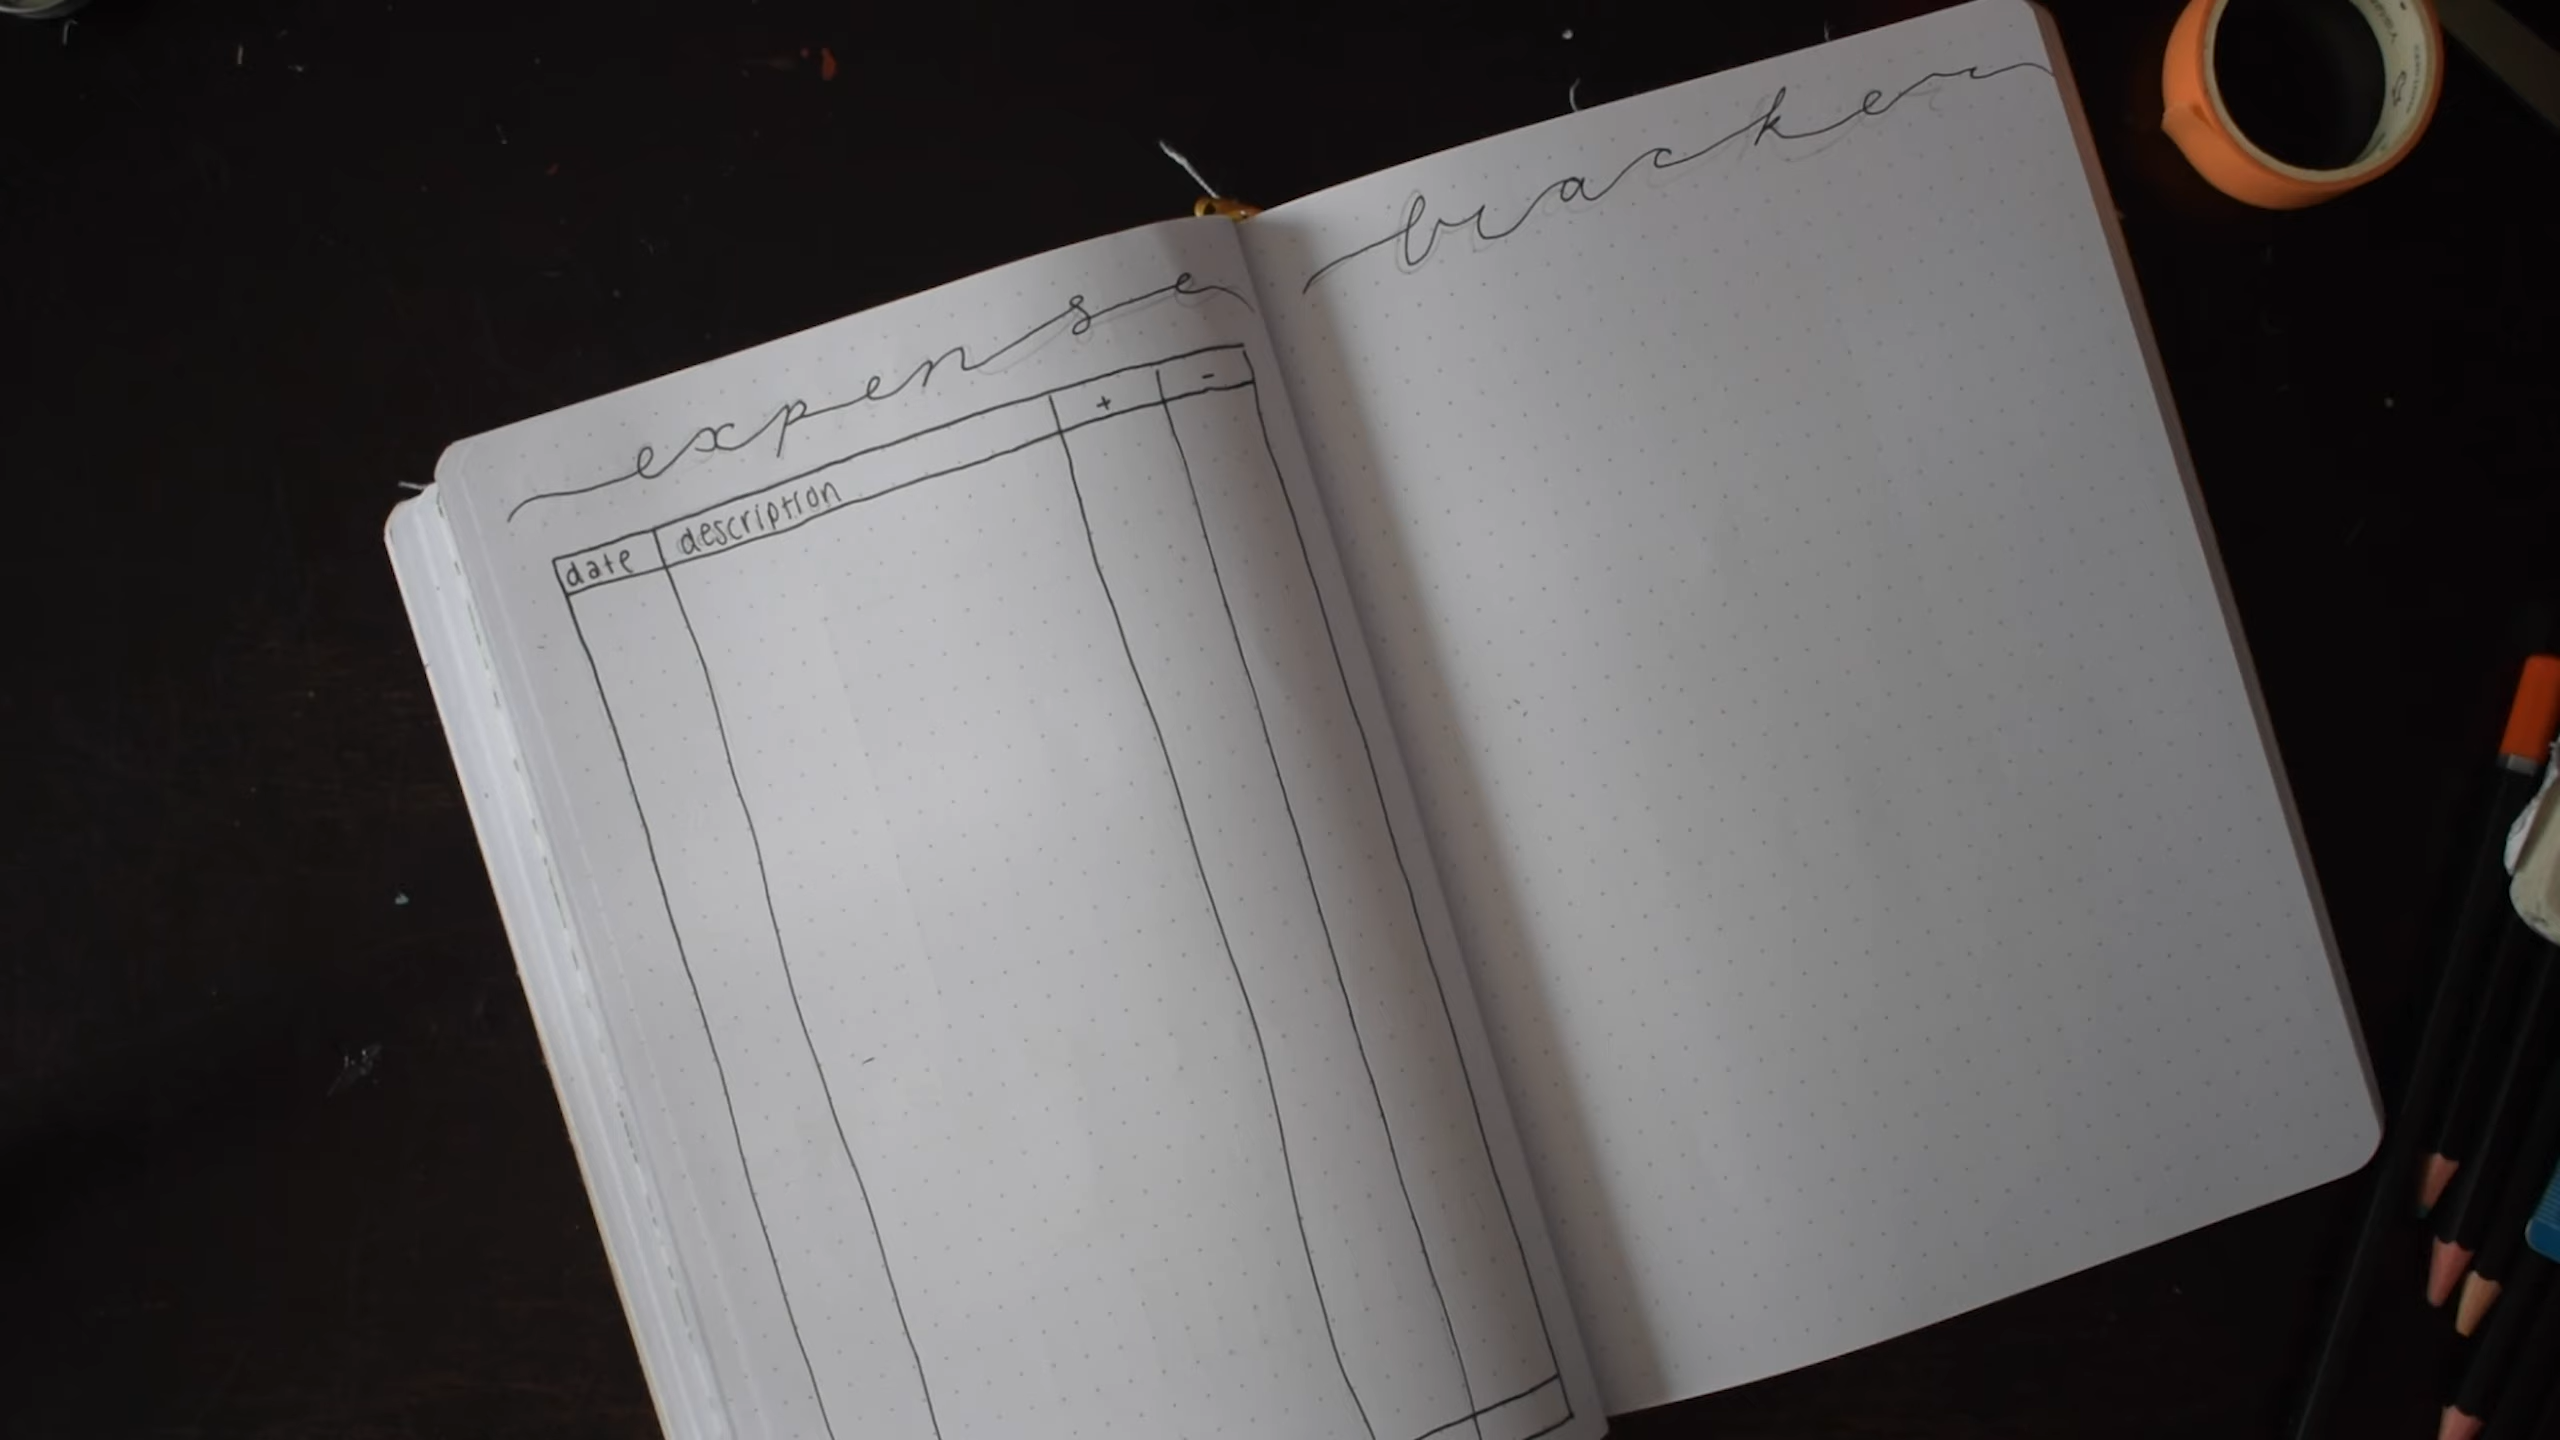 expense tracker
date description + -